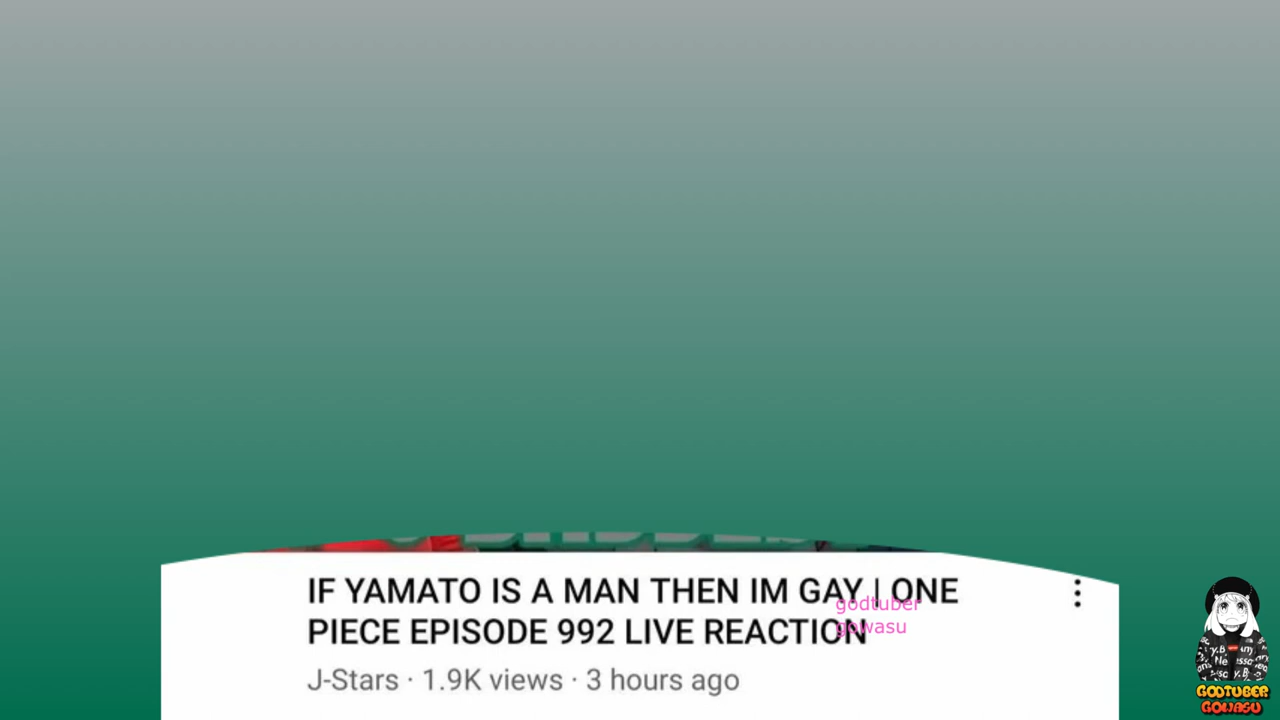 IF YAMATO IS A MAN THEN IM GAY | ONE
PIECE EPISODE 992 LIVE REACTION
godtuber
gowasu
J-Stars · 1.9K views · 3 hours ago
GODTUBER
GOWASU